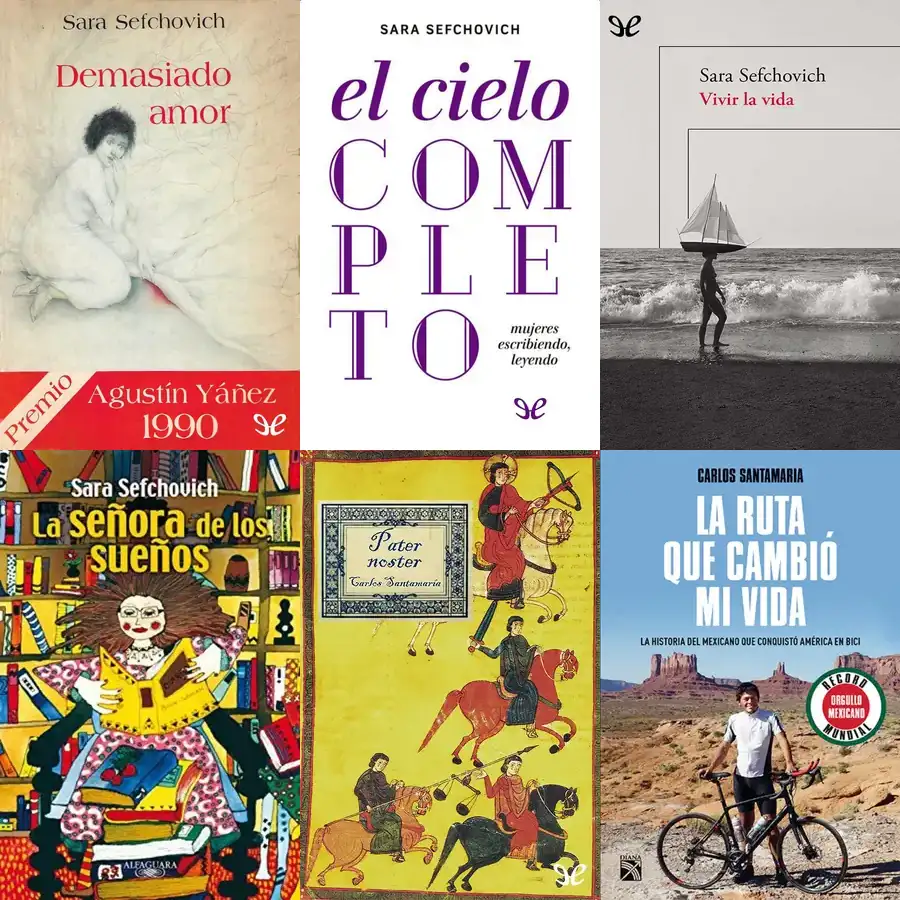 Sara Sefchovich
Demasiado
amor
Premio
Agustín Yáñez
1990
SARA SEFCHOVICH
el cielo
COM
PLE
TO
mujeres
escribiendo,
leyendo
Sara Sefchovich
Vivir la vida
Sara Sefchovich
La señora de los
sueños
ALFAGUARA
Pater
noster
Carlos Santamaría
CARLOS SANTAMARIA
LA RUTA
QUE CAMBIÓ
MI VIDA
LA HISTORIA DEL MEXICANO QUE CONQUISTÓ AMÉRICA EN BICI
RECORD
ORGULLO
MEXICANO
MUNDIAL
DIANA